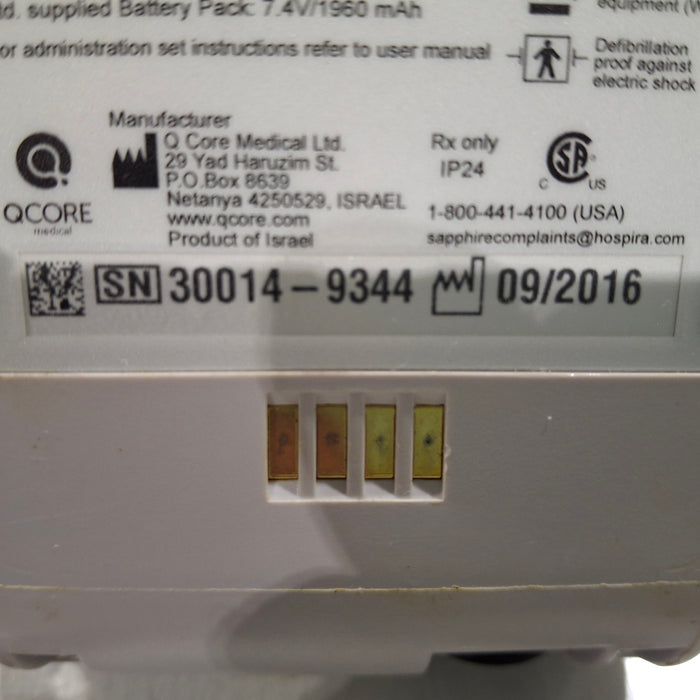 supplied Battery Pack: 7.4V/1960 mAh
equipment
or administration set instructions refer to user manual
Defibrillation
proof against
electric shock
Manufacturer
Q Core Medical Ltd.
29 Yad Haruzim St.
P.O.Box 8639
Netanya 4250529, ISRAEL
www.qcore.com
Product of Israel
QCORE
medical
Rx only
IP24
C SA US
1-800-441-4100 (USA)
sapphirecomplaints@hospira.com
SN 30014-9344 09/2016